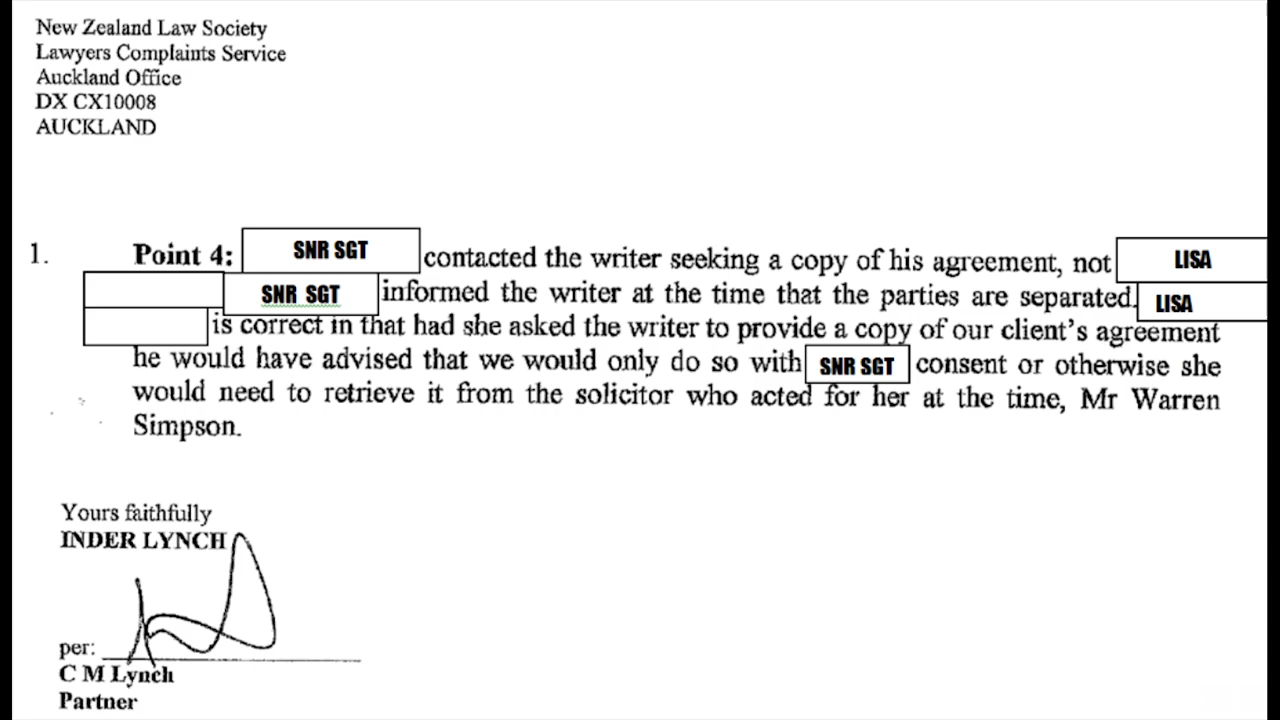 New Zealand Law Society
Lawyers Complaints Service
Auckland Office
DX CX10008
AUCKLAND
1. Point 4: SNR SGT contacted the writer seeking a copy of his agreement, not LISA
SNR SGT informed the writer at the time that the parties are separated. LISA
is correct in that had she asked the writer to provide a copy of our client's agreement
he would have advised that we would only do so with SNR SGT consent or otherwise she
would need to retrieve it from the solicitor who acted for her at the time, Mr Warren
Simpson.
Yours faithfully
INDER LYNCH
per:
C M Lynch
Partner